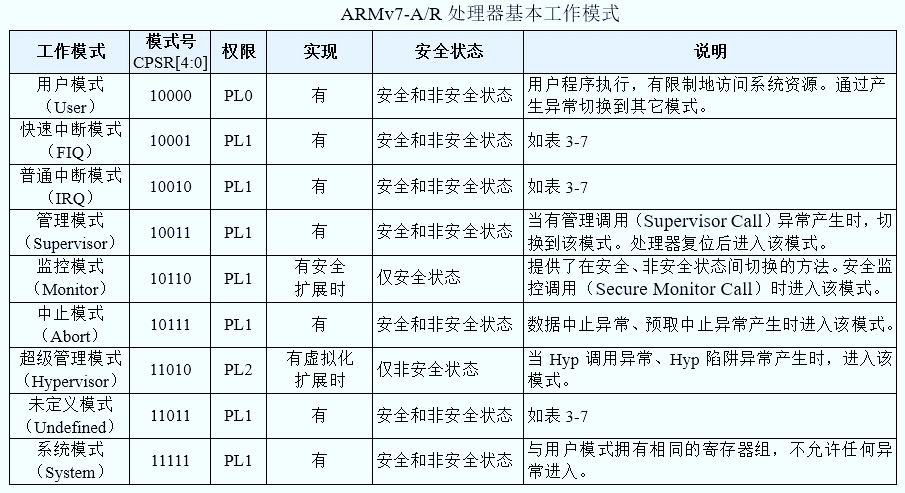 ARMv7-A/R 处理器基本工作模式
工作模式 模式号 CPSR[4:0] 权限 实现 安全状态 说明
用户模式
（User） 10000 PL0 有 安全和非安全状态 用户程序执行，有限制地访问系统资源。通过产
生异常切换到其它模式。
快速中断模式
（FIQ） 10001 PL1 有 安全和非安全状态 如表 3-7
普通中断模式
（IRQ） 10010 PL1 有 安全和非安全状态 如表 3-7
管理模式
（Supervisor） 10011 PL1 有 安全和非安全状态 当有管理调用（Supervisor Call）异常产生时，切
换到该模式。处理器复位后进入该模式。
监控模式
（Monitor） 10110 PL1 有安全
扩展时 仅安全状态 提供了在安全、非安全状态间切换的方法。安全监
控调用（Secure Monitor Call）时进入该模式。
中止模式
（Abort） 10111 PL1 有 安全和非安全状态 数据中止异常、预取中止异常产生时进入该模式。
超级管理模式
（Hypervisor） 11010 PL2 有虚拟化
扩展时 仅非安全状态 当 Hyp 调用异常、Hyp 陷阱异常产生时，进入该
模式。
未定义模式
（Undefined） 11011 PL1 有 安全和非安全状态 如表 3-7
系统模式
（System） 11111 PL1 有 安全和非安全状态 与用户模式拥有相同的寄存器组，不允许任何异
常进入。